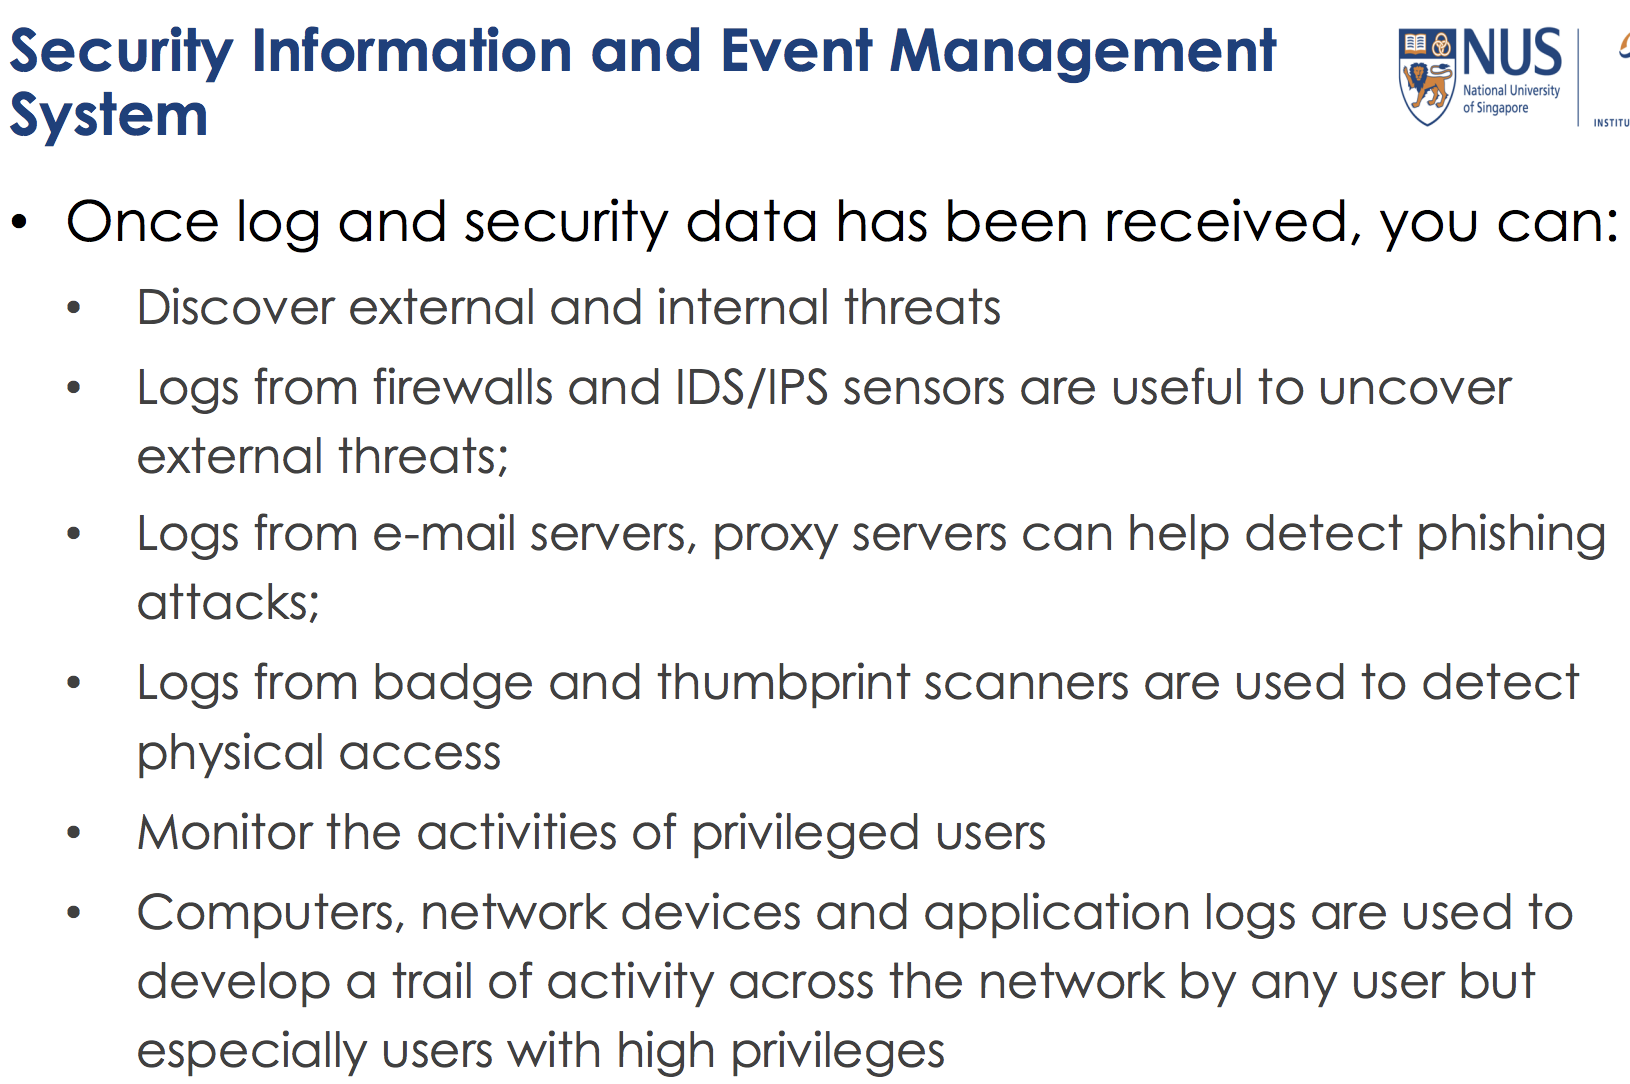 Security Information and Event Management
System
NUS
National University
of Singapore
• Once log and security data has been received, you can:
• Discover external and internal threats
• Logs from firewalls and IDS/IPS sensors are useful to uncover
external threats;
• Logs from e-mail servers, proxy servers can help detect phishing
attacks;
• Logs from badge and thumbprint scanners are used to detect
physical access
• Monitor the activities of privileged users
• Computers, network devices and application logs are used to
develop a trail of activity across the network by any user but
especially users with high privileges